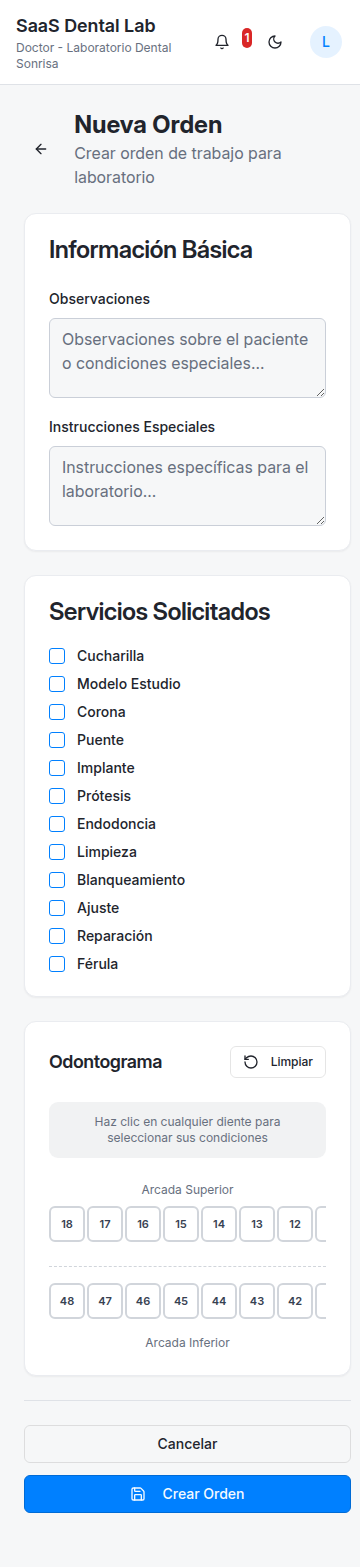 SaaS Dental Lab
Doctor - Laboratorio Dental
Sonrisa
1
L
Nueva Orden
Crear orden de trabajo para
laboratorio
Información Básica
Observaciones
Observaciones sobre el paciente
o condiciones especiales...
Instrucciones Especiales
Instrucciones específicas para el
laboratorio...
Servicios Solicitados
Cucharilla
Modelo Estudio
Corona
Puente
Implante
Prótesis
Endodoncia
Limpieza
Blanqueamiento
Ajuste
Reparación
Férula
Odontograma
Limpiar
Haz clic en cualquier diente para
seleccionar sus condiciones
Arcada Superior
18 17 16 15 14 13 12
48 47 46 45 44 43 42
Arcada Inferior
Cancelar
Crear Orden